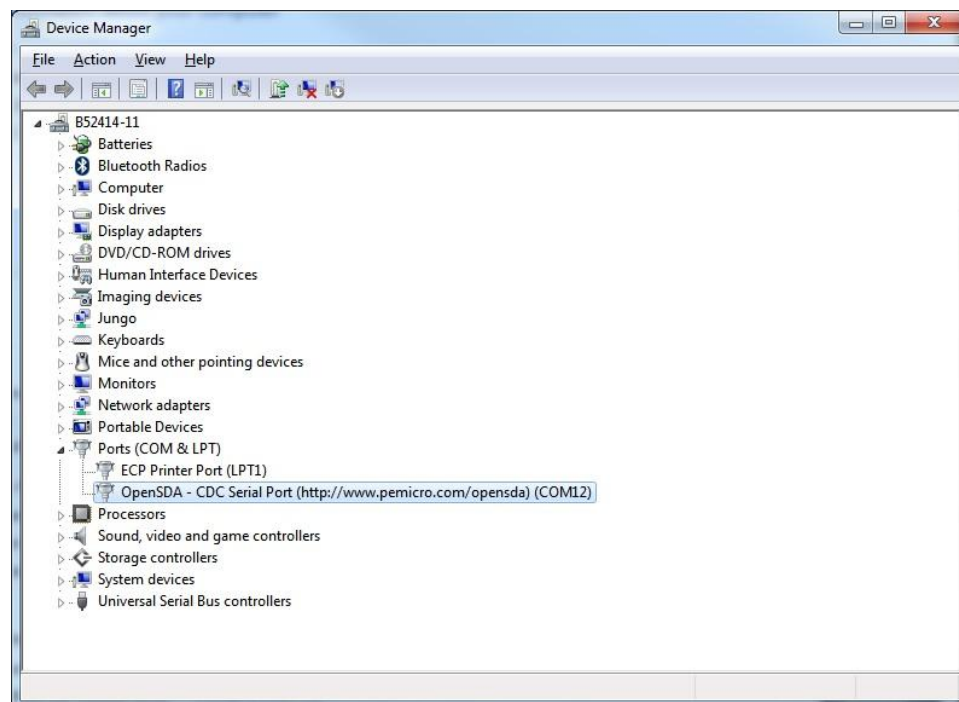 Device Manager
File Action View Help
B52414-11
Batteries
Bluetooth Radios
Computer
Disk drives
Display adapters
DVD/CD-ROM drives
Human Interface Devices
Imaging devices
Jungo
Keyboards
Mice and other pointing devices
Monitors
Network adapters
Portable Devices
Ports (COM & LPT)
ECP Printer Port (LPT1)
OpenSDA - CDC Serial Port (http://www.pemicro.com/opensda) (COM12)
Processors
Sound, video and game controllers
Storage controllers
System devices
Universal Serial Bus controllers